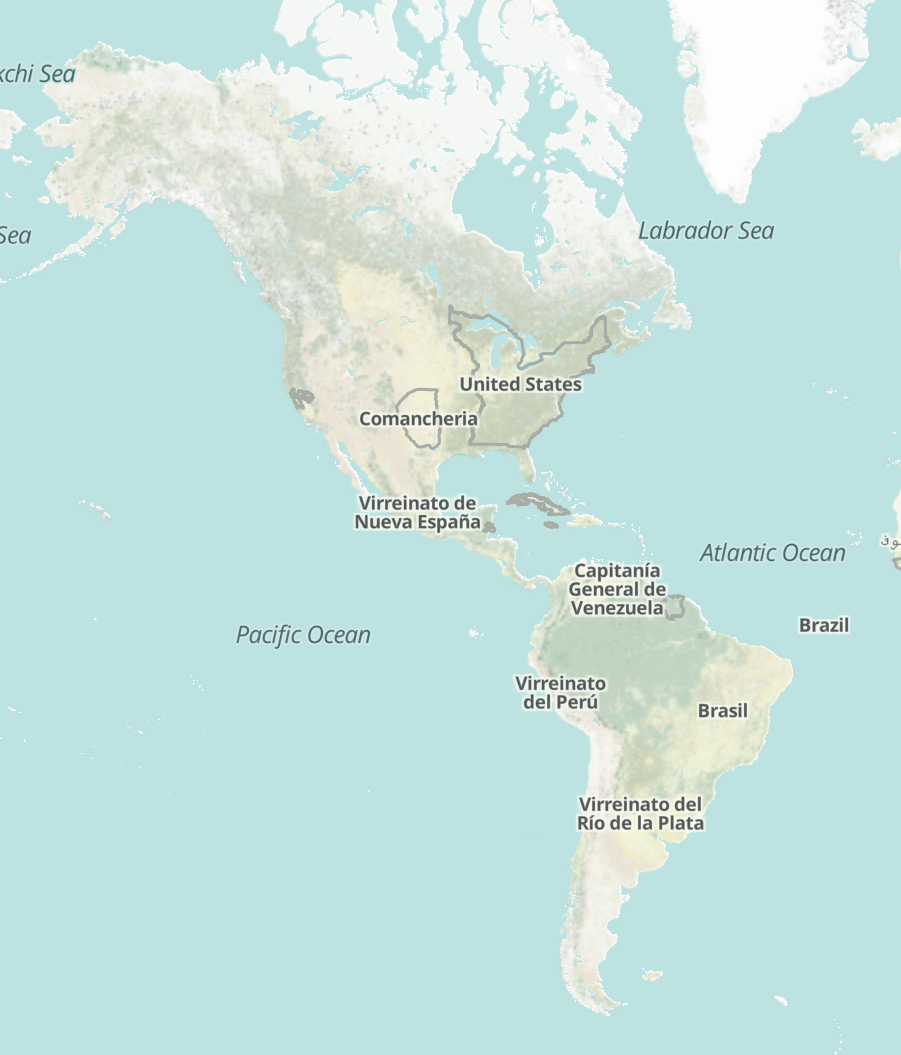 kchi Sea
Labrador Sea
Sea
United States
Comancheria
Virreinato de
Nueva España
Atlantic Ocean
Capitanía
General de
Venezuela
Brazil
Pacific Ocean
Virreinato
del Perú
Brasil
Virreinato del
Río de la Plata